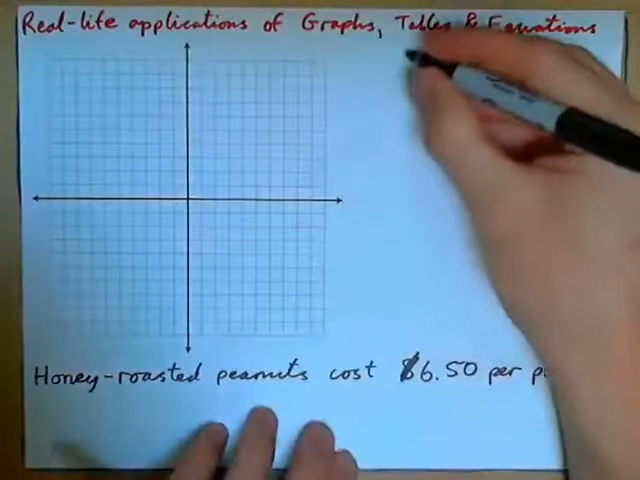 Real-life applications of Graphs, Tables & Equations
Honey-roasted peanuts cost $6.50 per